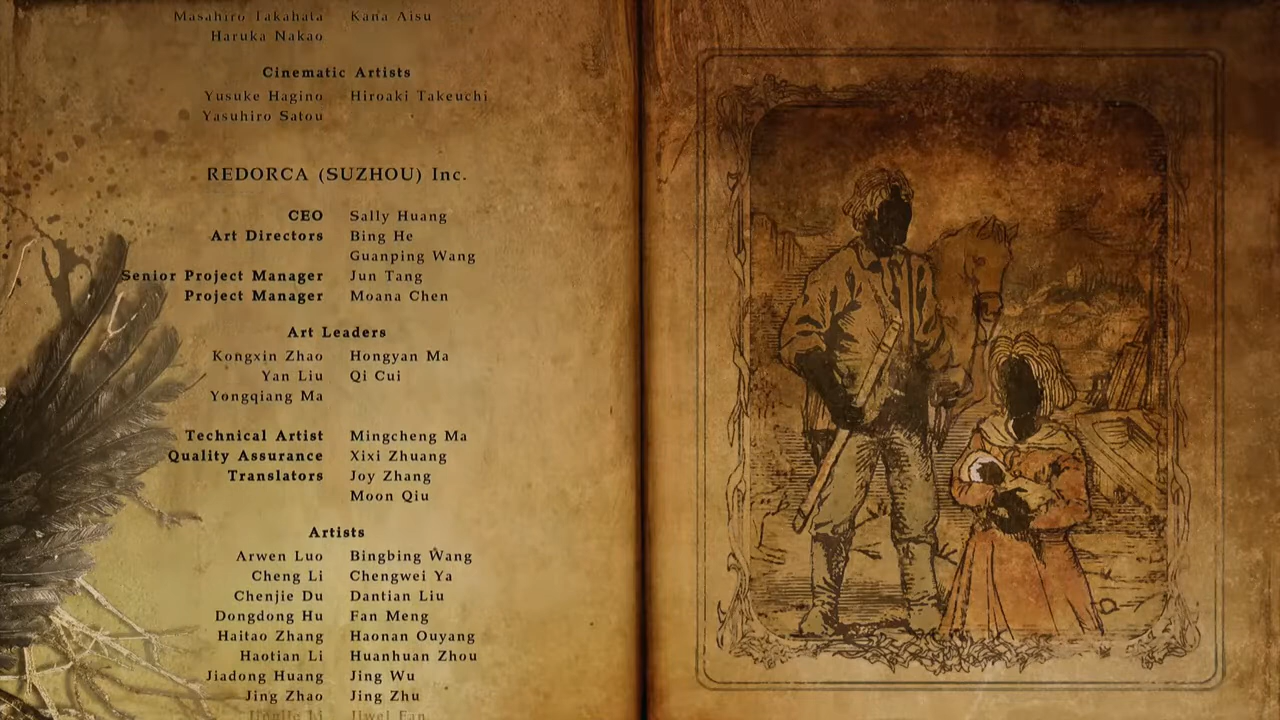 Masahiro Takahata Kana Aisu
Haruka Nakao
Cinematic Artists
Yusuke Hagino Hiroaki Takeuchi
Yasuhiro Satou
REDORCA (SUZHOU) Inc.
CEO Sally Huang
Art Directors Bing He
Guanping Wang
Senior Project Manager Jun Tang
Project Manager Moana Chen
Art Leaders
Kongxin Zhao Hongyan Ma
Yan Liu Qi Cui
Yongqiang Ma
Technical Artist Mingcheng Ma
Quality Assurance Xixi Zhuang
Translators Joy Zhang
Moon Qiu
Artists
Arwen Luo Bingbing Wang
Cheng Li Chengwei Ya
Chenjie Du Dantian Liu
Dongdong Hu Fan Meng
Haitao Zhang Haonan Ouyang
Haotian Li Huanhuan Zhou
Jiadong Huang Jing Wu
Jing Zhao Jing Zhu
Jiwei Fan